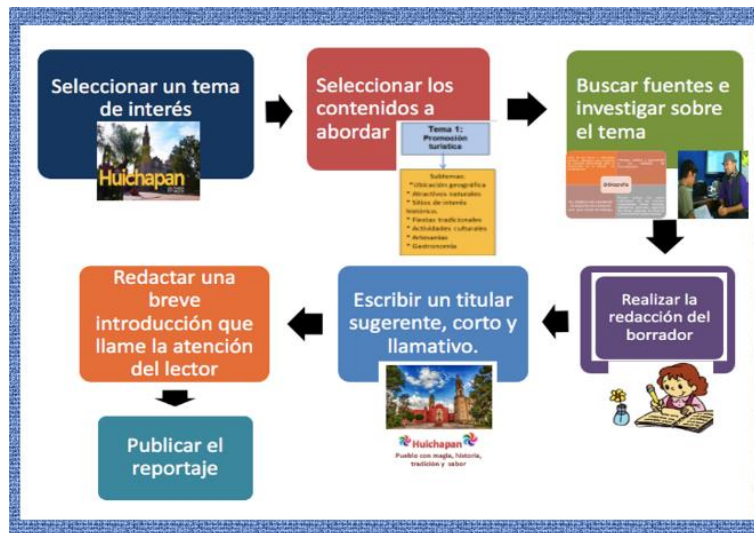 Seleccionar un tema
de interés
Huichapan
Seleccionar los
contenidos a
abordar
Tema 1:
Promoción
turística
Subtemas:
* Ubicación geográfica
* Atractivos naturales
* Sitios de interés
histórico.
* Fiestas tradicionales
* Actividades culturales
* Artesanías
* Gastronomía
Buscar fuentes e
investigar sobre
el tema
Realizar la
redacción del
borrador
Escribir un titular
sugerente, corto y
llamativo.
Huichapan
Pueblo con magia, historia,
tradición y sabor
Redactar una
breve
introducción que
llame la atención
del lector
Publicar el
reportaje